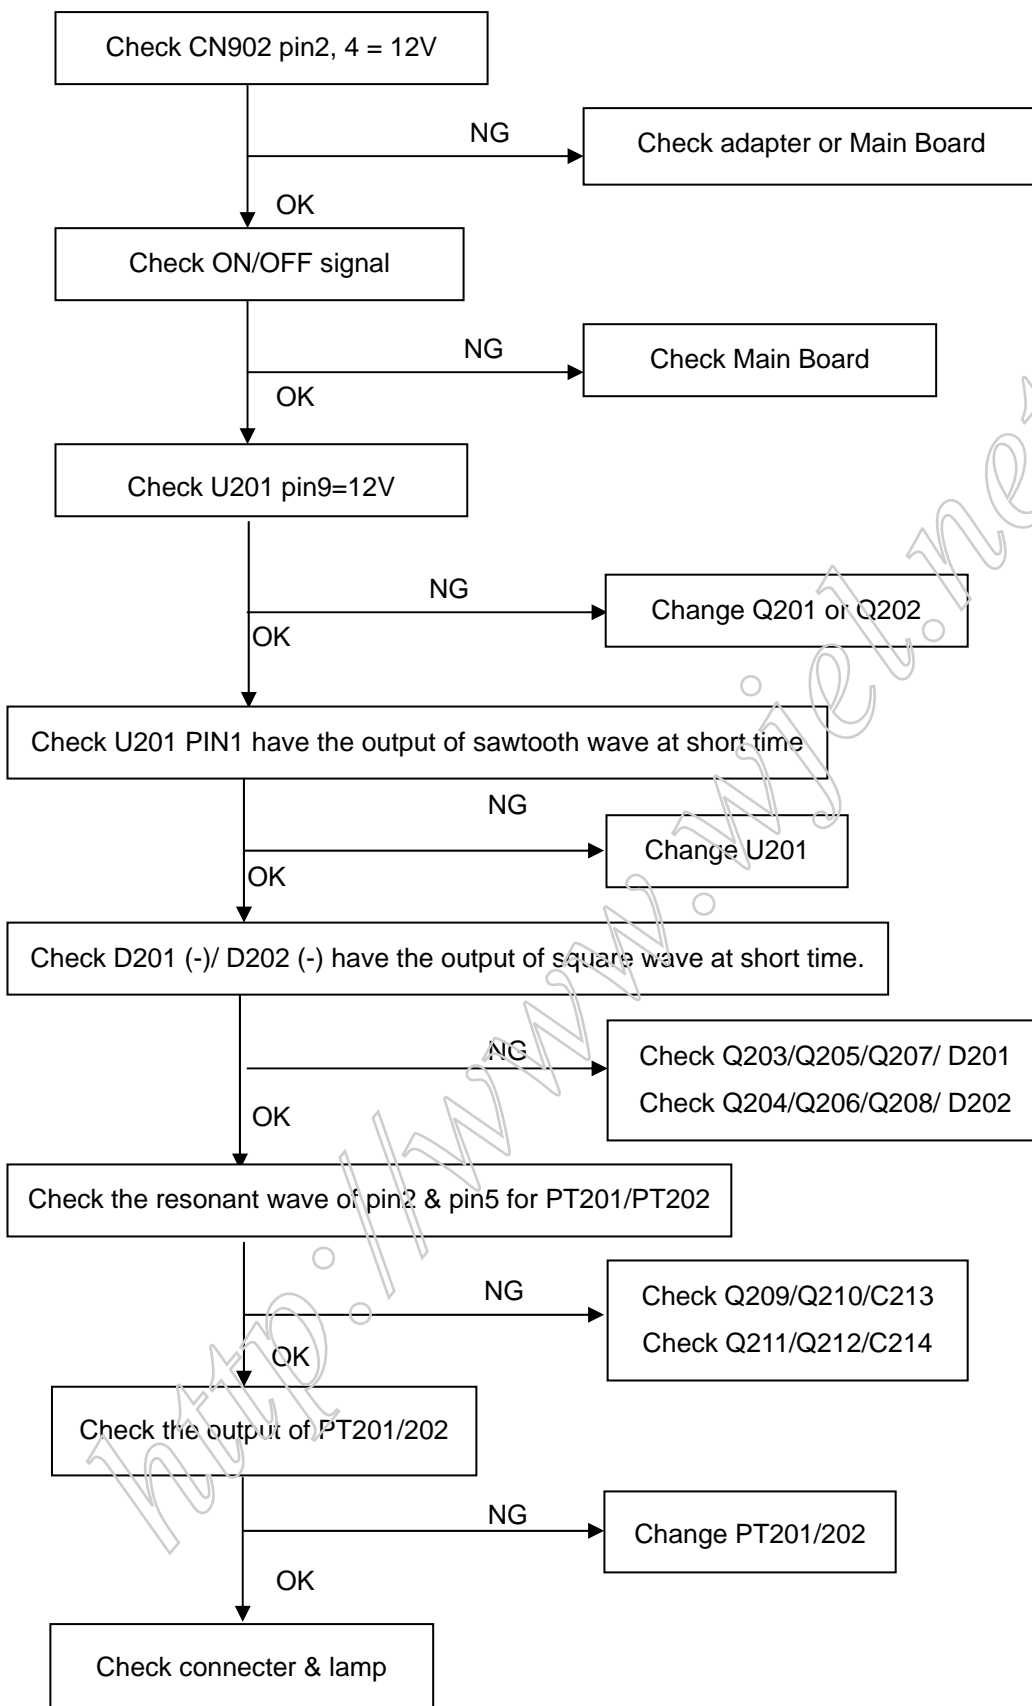 Check CN902 pin2, 4 = 12V
NG
Check adapter or Main Board
OK
Check ON/OFF signal
NG
Check Main Board
OK
Check U201 pin9=12V
NG
Change Q201 or Q202
OK
Check U201 PIN1 have the output of sawtooth wave at short time
NG
Change U201
OK
Check D201 (-)/ D202 (-) have the output of square wave at short time.
NG
Check Q203/Q205/Q207/ D201
Check Q204/Q206/Q208/ D202
OK
Check the resonant wave of pin2 & pin5 for PT201/PT202
NG
Check Q209/Q210/C213
Check Q211/Q212/C214
OK
Check the output of PT201/202
NG
Change PT201/202
OK
Check connecter & lamp
http://www.wjel.net